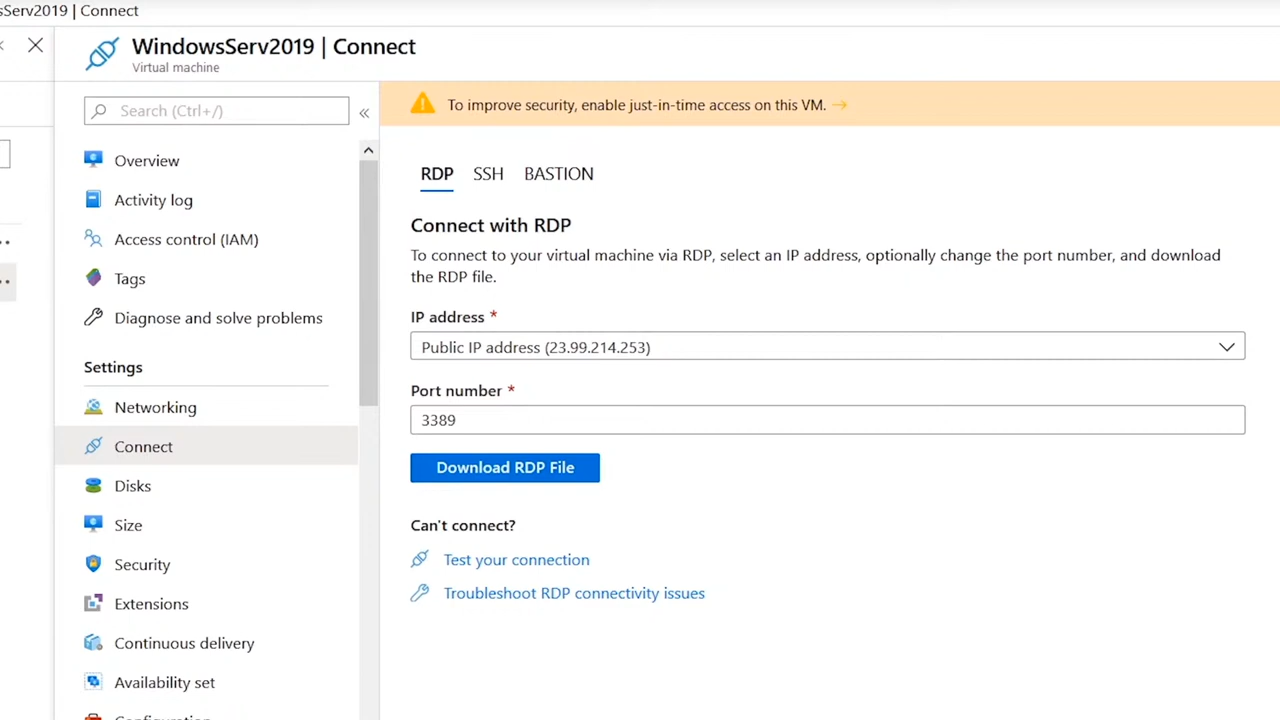 sServ2019 | Connect
WindowsServ2019 | Connect
Virtual machine
Search (Ctrl+/)
Overview
Activity log
Access control (IAM)
Tags
Diagnose and solve problems
Settings
Networking
Connect
Disks
Size
Security
Extensions
Continuous delivery
Availability set
Configuration
To improve security, enable just-in-time access on this VM. →
RDP SSH BASTION
Connect with RDP
To connect to your virtual machine via RDP, select an IP address, optionally change the port number, and download
the RDP file.
IP address *
Public IP address (23.99.214.253)
Port number *
3389
Download RDP File
Can't connect?
Test your connection
Troubleshoot RDP connectivity issues